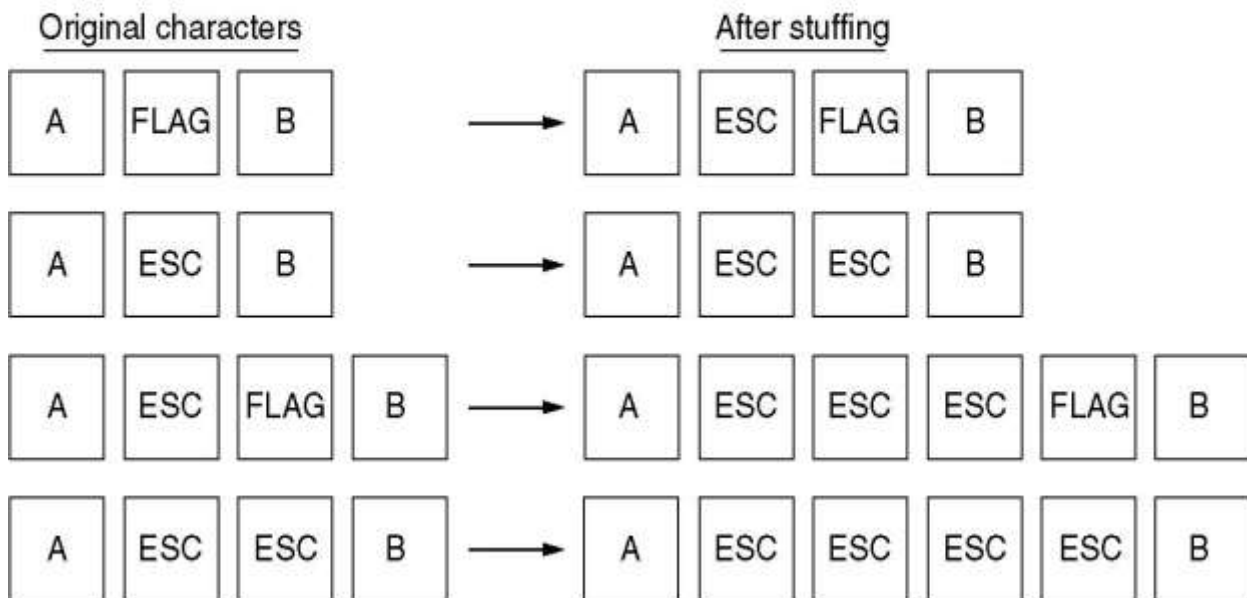 Original characters After stuffing
A FLAG B A ESC FLAG B
A ESC B A ESC ESC B
A ESC FLAG B A ESC ESC ESC FLAG B
A ESC ESC B A ESC ESC ESC ESC B